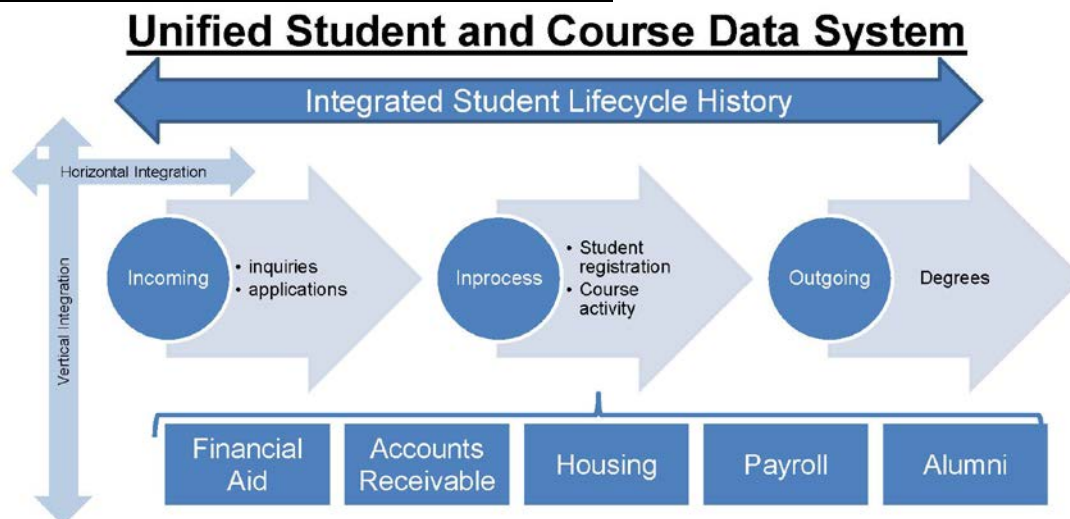 Unified Student and Course Data System
Integrated Student Lifecycle History
Horizontal Integration
Vertical Integration
Incoming
• inquiries
• applications
Inprocess
• Student
registration
• Course
activity
Outgoing
Degrees
Financial
Aid
Accounts
Receivable
Housing
Payroll
Alumni